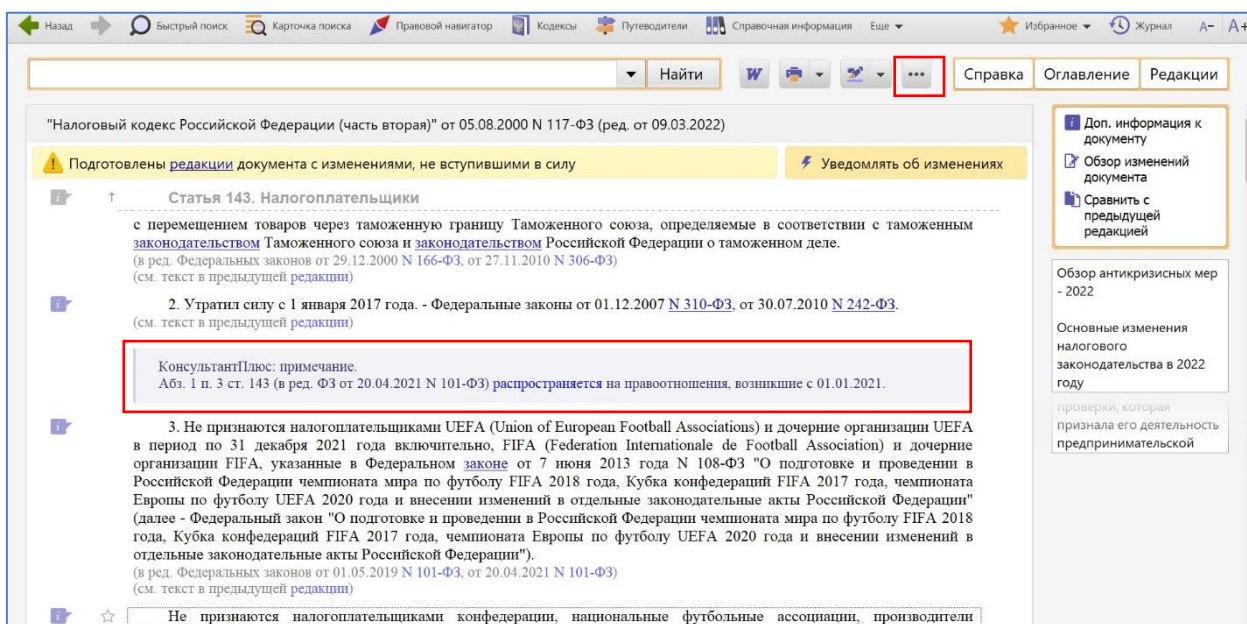 Назад Быстрый поиск Карточка поиска Правовой навигатор Кодексы Путеводители Справочная информация Еще Избранное Журнал А- А+
Найти W Справка Оглавление Редакции
"Налоговый кодекс Российской Федерации (часть вторая)" от 05.08.2000 N 117-ФЗ (ред. от 09.03.2022)
Подготовлены редакции документа с изменениями, не вступившими в силу
Уведомлять об изменениях
Статья 143. Налогоплательщики
с перемещением товаров через таможенную границу Таможенного союза, определяемые в соответствии с таможенным
законодательством Таможенного союза и законодательством Российской Федерации о таможенном деле.
(в ред. Федеральных законов от 29.12.2000 N 166-ФЗ, от 27.11.2010 N 306-ФЗ)
(см. текст в предыдущей редакции)
2. Утратил силу с 1 января 2017 года. - Федеральные законы от 01.12.2007 N 310-ФЗ, от 30.07.2010 N 242-ФЗ.
(см. текст в предыдущей редакции)
КонсультантПлюс: примечание.
Абз. 1 п. 3 ст. 143 (в ред. ФЗ от 20.04.2021 N 101-ФЗ) распространяется на правоотношения, возникшие с 01.01.2021.
3. Не признаются налогоплательщиками UEFA (Union of European Football Associations) и дочерние организации UEFA
в период по 31 декабря 2021 года включительно, FIFA (Federation Internationale de Football Association) и дочерние
организации FIFA, указанные в Федеральном законе от 7 июня 2013 года N 108-ФЗ "О подготовке и проведении в
Российской Федерации чемпионата мира по футболу FIFA 2018 года, Кубка конфедераций FIFA 2017 года, чемпионата
Европы по футболу UEFA 2020 года и внесении изменений в отдельные законодательные акты Российской Федерации"
(далее - Федеральный закон "О подготовке и проведении в Российской Федерации чемпионата мира по футболу FIFA 2018
года, Кубка конфедераций FIFA 2017 года, чемпионата Европы по футболу UEFA 2020 года и внесении изменений в
отдельные законодательные акты Российской Федерации").
(в ред. Федеральных законов от 01.05.2019 N 101-ФЗ, от 20.04.2021 N 101-ФЗ)
(см. текст в предыдущей редакции)
Не признаются налогоплательщиками конфедерации, национальные футбольные ассоциации, производители
Доп. информация к
документу
Обзор изменений
документа
Сравнить с
предыдущей
редакцией
Обзор антикризисных мер
- 2022
Основные изменения
налогового
законодательства в 2022
году
проверки, которая
признала его деятельность
предпринимательской